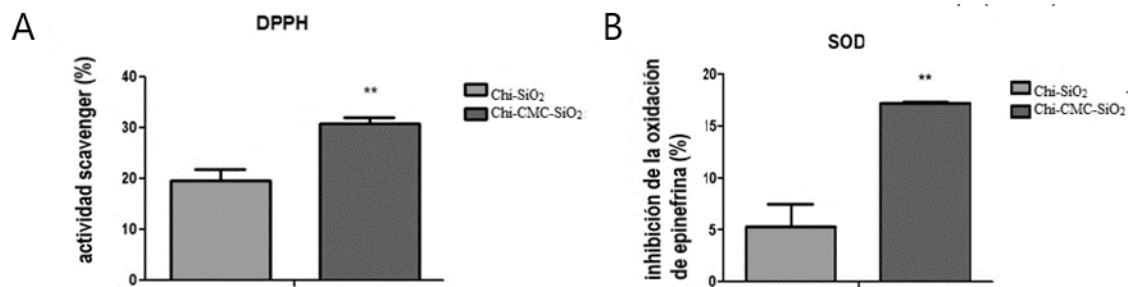 A
DPPH
actividad scavenger (%)
40
30
20
10
0
**
Chi-SiO₂
Chi-CMC-SiO₂
B
SOD
inhibición de la oxidación
de epinefrina (%)
20
15
10
5
0
**
Chi-SiO₂
Chi-CMC-SiO₂